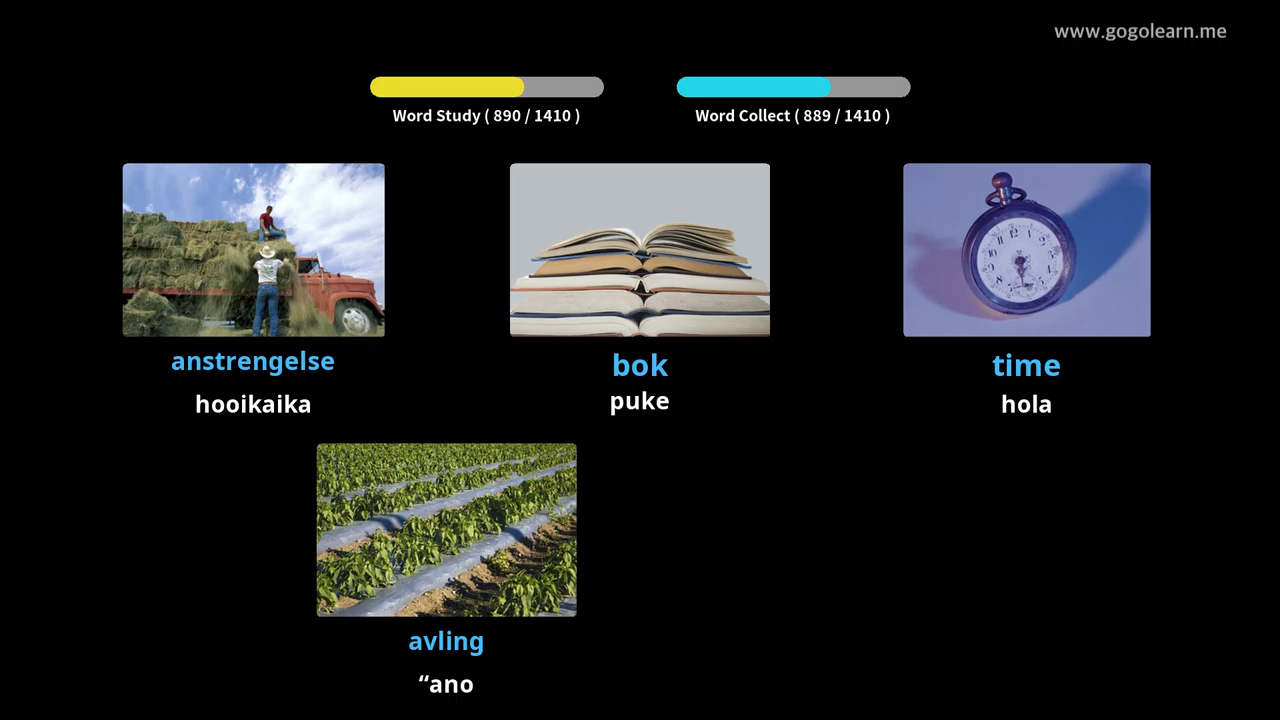 www.gogolearn.me
Word Study ( 890 / 1410 )
Word Collect ( 889 / 1410 )
anstrengelse
bok
time
hooikaika
puke
hola
avling
“ano